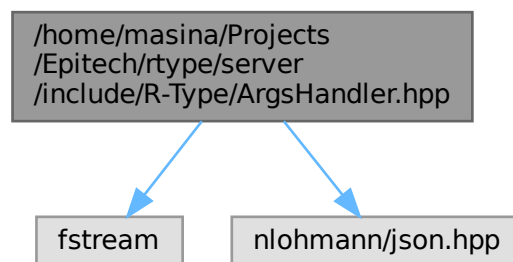 /home/masina/Projects
/Epitech/rtype/server
/include/R-Type/ArgsHandler.hpp
fstream
nlohmann/json.hpp